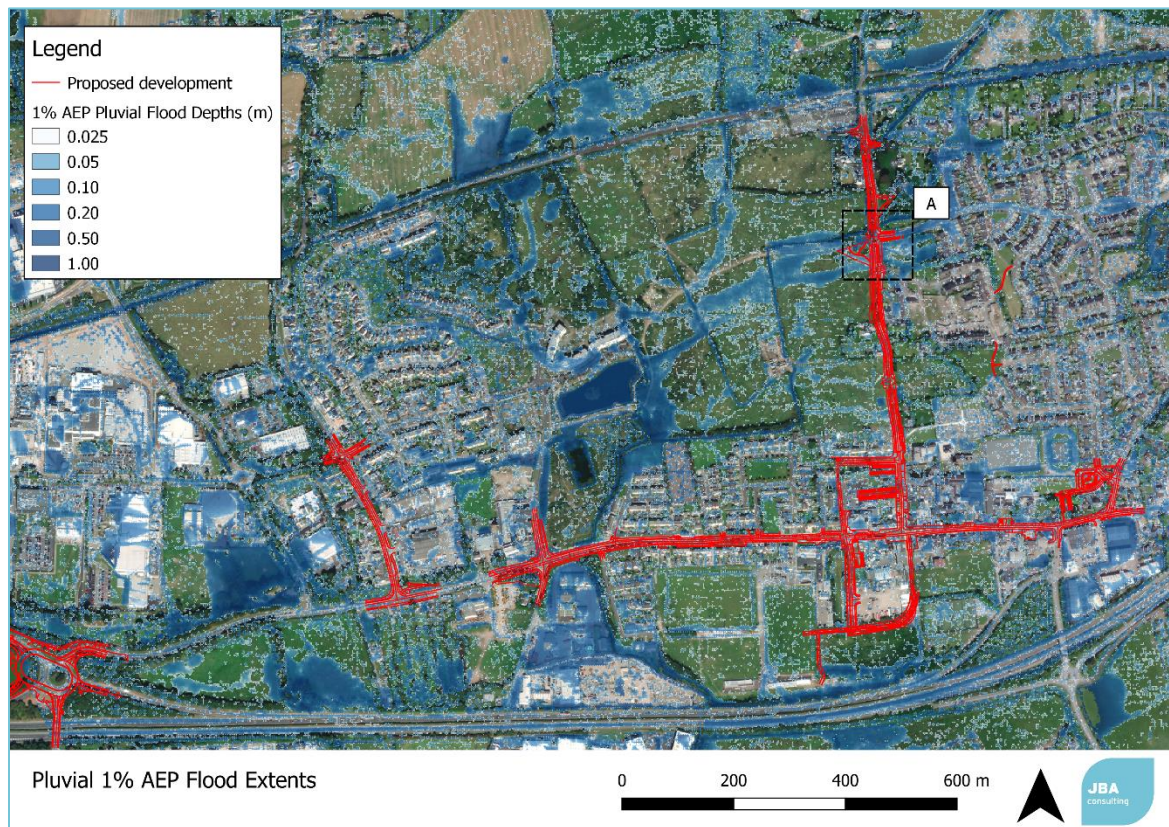 Legend
Proposed development
1% AEP Pluvial Flood Depths (m)
0.025
0.05
0.10
0.20
0.50
1.00
A
Pluvial 1% AEP Flood Extents
0 200 400 600 m
JBA
consulting